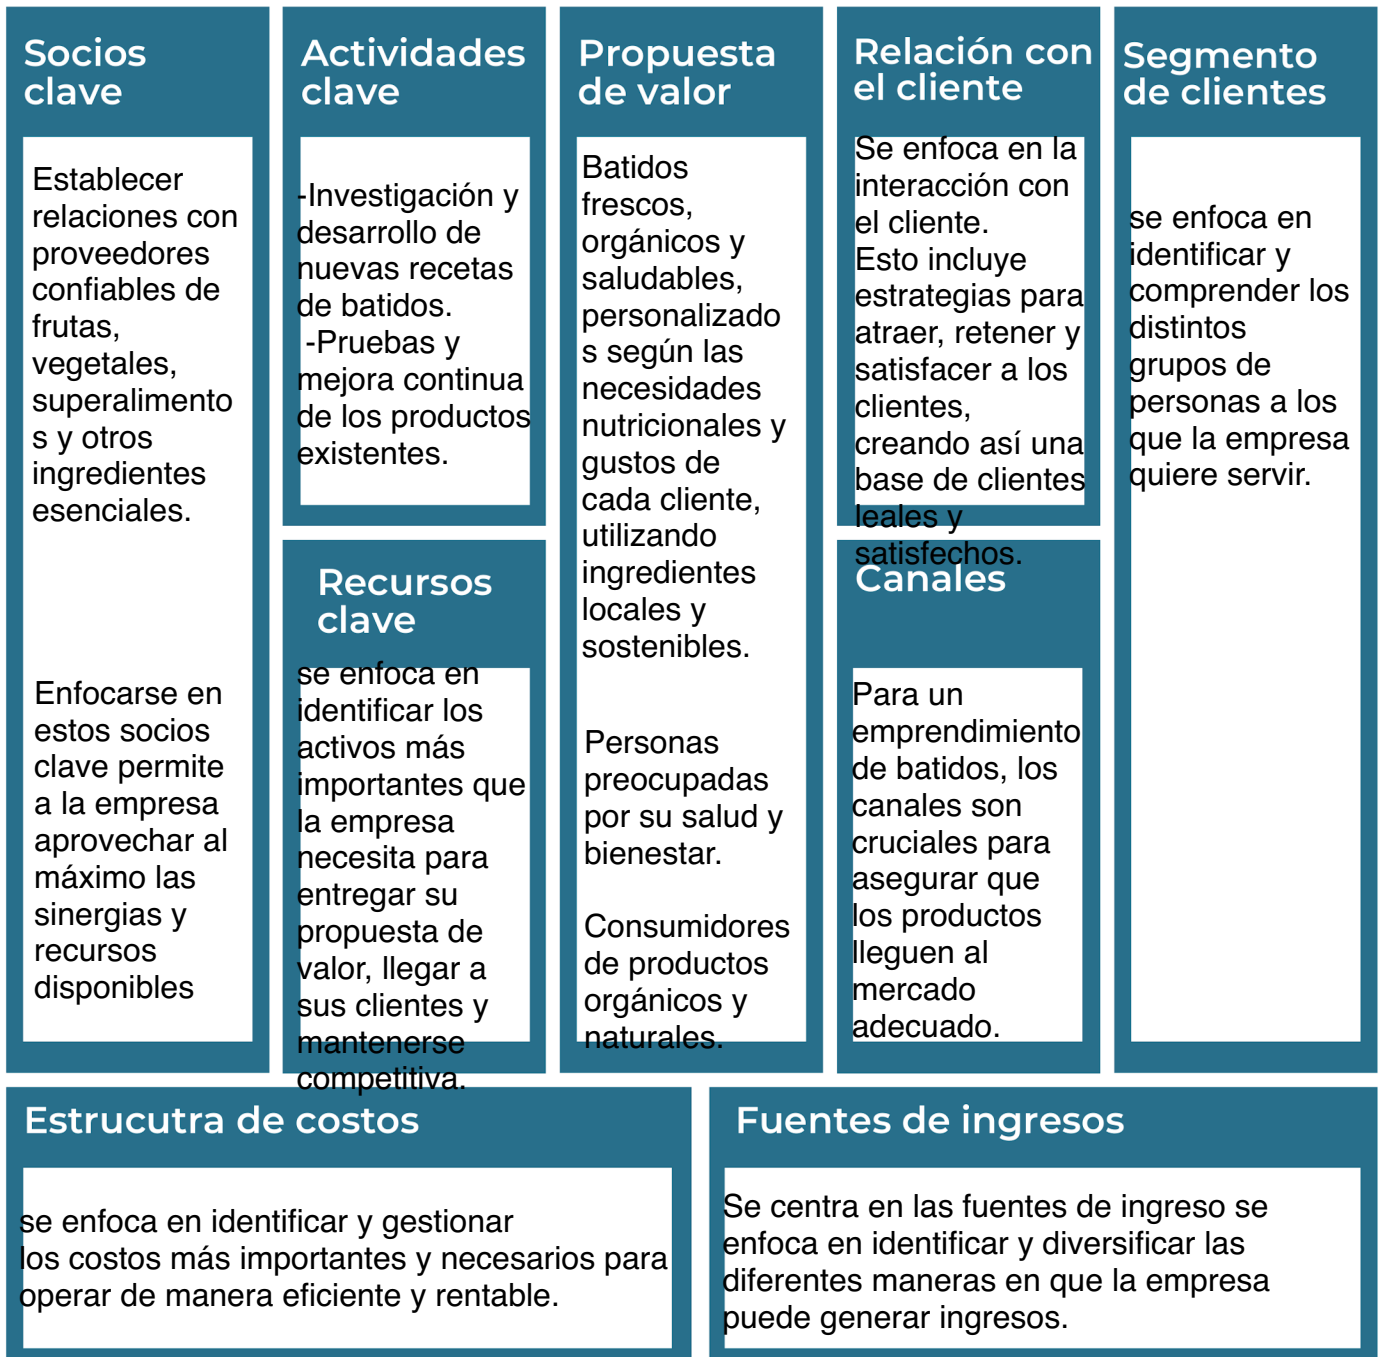 Socios
clave
Establecer
relaciones con
proveedores
confiables de
frutas,
vegetales,
superalimento
s y otros
ingredientes
esenciales.
Enfocarse en
estos socios
clave permite
a la empresa
aprovechar al
máximo las
sinergias y
recursos
disponibles
Actividades
clave
-Investigación y
desarrollo de
nuevas recetas
de batidos.
-Pruebas y
mejora continua
de los productos
existentes.
Recursos
clave
se enfoca en
identificar los
activos más
importantes que
la empresa
necesita para
entregar su
propuesta de
valor, llegar a
sus clientes y
mantenerse
competitiva.
Propuesta
de valor
Batidos
frescos,
orgánicos y
saludables,
personalizado
s según las
necesidades
nutricionales y
gustos de
cada cliente,
utilizando
ingredientes
locales y
sostenibles.
Personas
preocupadas
por su salud y
bienestar.
Consumidores
de productos
orgánicos y
naturales.
Relación con
el cliente
Se enfoca en la
interacción con
el cliente.
Esto incluye
estrategias para
atraer, retener y
satisfacer a los
clientes,
creando así una
base de clientes
leales y
satisfechos.
Canales
Para un
emprendimiento
de batidos, los
canales son
cruciales para
asegurar que
los productos
lleguen al
mercado
adecuado.
Segmento
de clientes
se enfoca en
identificar y
comprender los
distintos
grupos de
personas a los
que la empresa
quiere servir.
Estrucutra de costos
se enfoca en identificar y gestionar
los costos más importantes y necesarios para
operar de manera eficiente y rentable.
Fuentes de ingresos
Se centra en las fuentes de ingreso se
enfoca en identificar y diversificar las
diferentes maneras en que la empresa
puede generar ingresos.